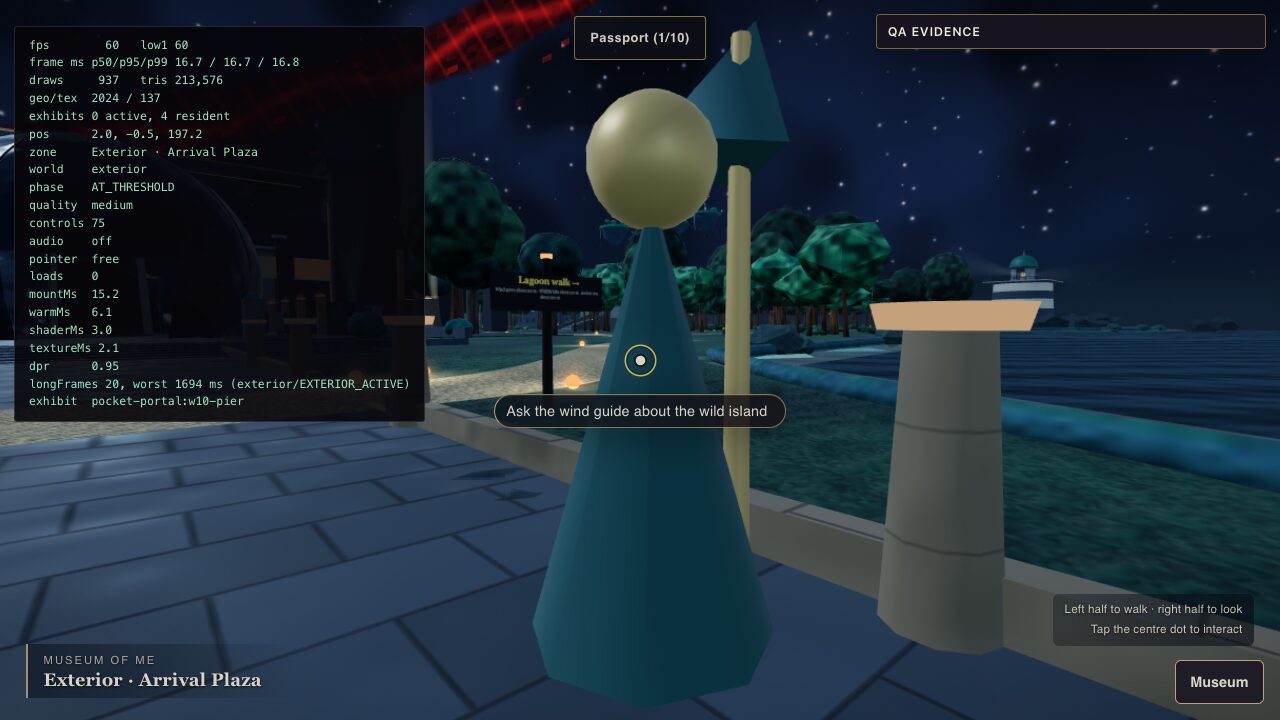 fps 60 low1 60
frame ms p50/p95/p99 16.7 / 16.7 / 16.8
draws 937 tris 213,576
geo/tex 2024 / 137
exhibits 0 active, 4 resident
pos 2.0, −0.5, 197.2
zone Exterior · Arrival Plaza
world exterior
phase AT_THRESHOLD
quality medium
controls 75
audio off
pointer free
loads 0
mountMs 15.2
warmMs 6.1
shaderMs 3.0
textureMs 2.1
dpr 0.95
longFrames 20, worst 1694 ms (exterior/EXTERIOR_ACTIVE)
exhibit pocket-portal:w10-pier
Passport (1/10)
QA EVIDENCE
Lagoon walk →
Ask the wind guide about the wild island
Left half to walk · right half to look
Tap the centre dot to interact
MUSEUM OF ME
Exterior · Arrival Plaza
Museum